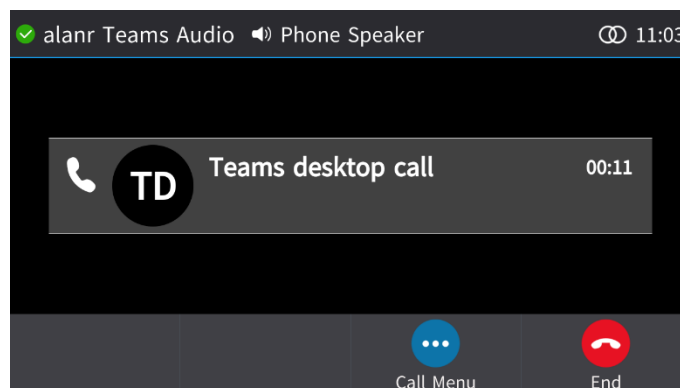 alanr Teams Audio Phone Speaker 11:03
Teams desktop call 00:11
TD
Call Menu End